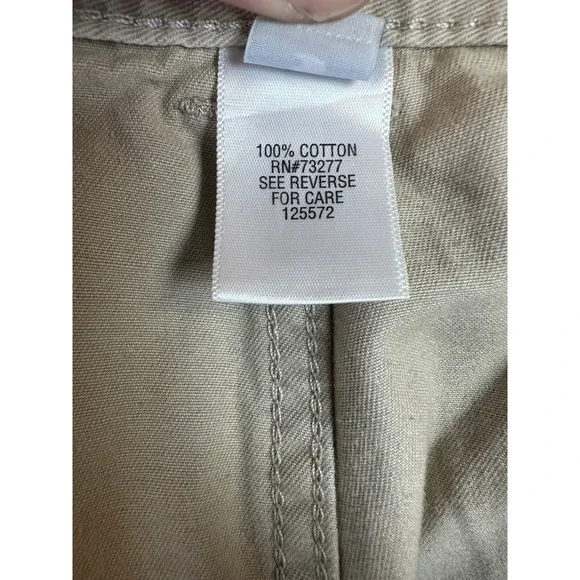 100% COTTON
RN#73277
SEE REVERSE
FOR CARE
125572